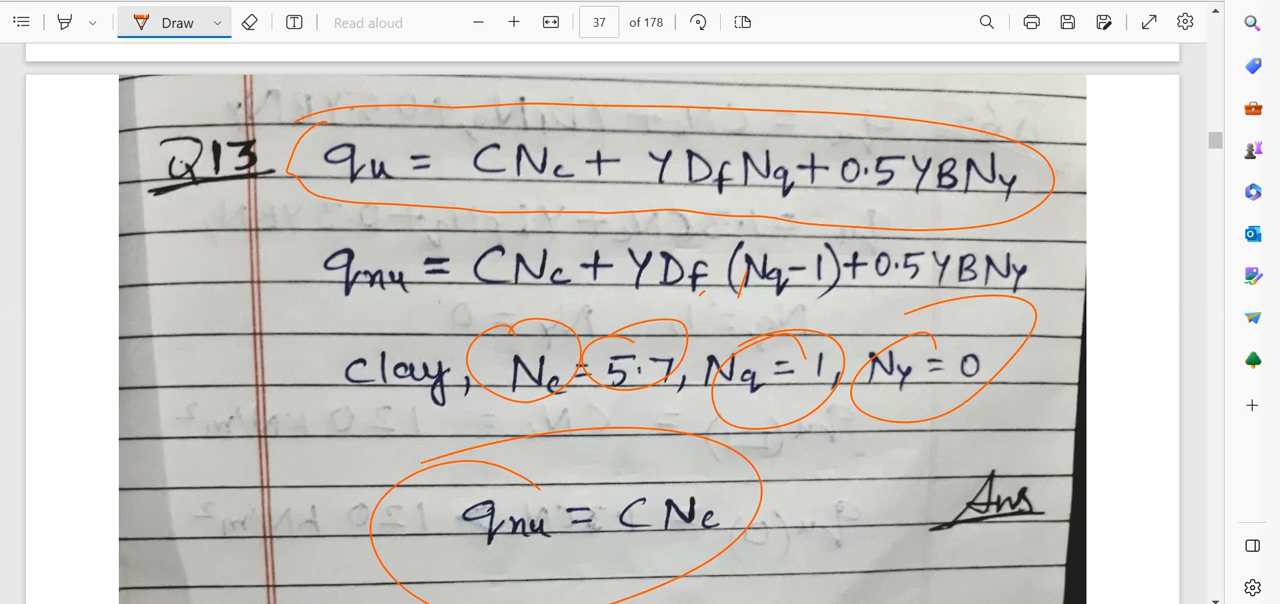 Draw
Read aloud
37
of 178
Q13 qu = CNc + γDfNq + 0.5γBNγ
qnu = CNc + γDf (Nq-1) + 0.5γBNγ
clay, Nc = 5.7, Nq = 1, Nγ = 0
qnu = CNc
Ans